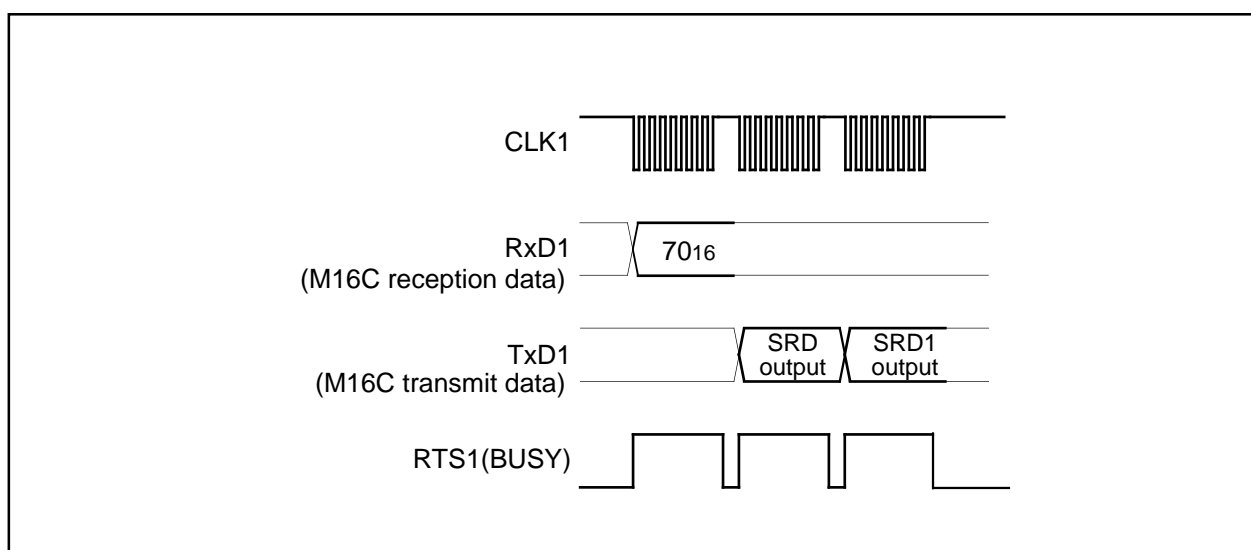 CLK1
RxD1
(M16C reception data)
7016
TxD1
(M16C transmit data)
SRD
output
SRD1
output
RTS1(BUSY)